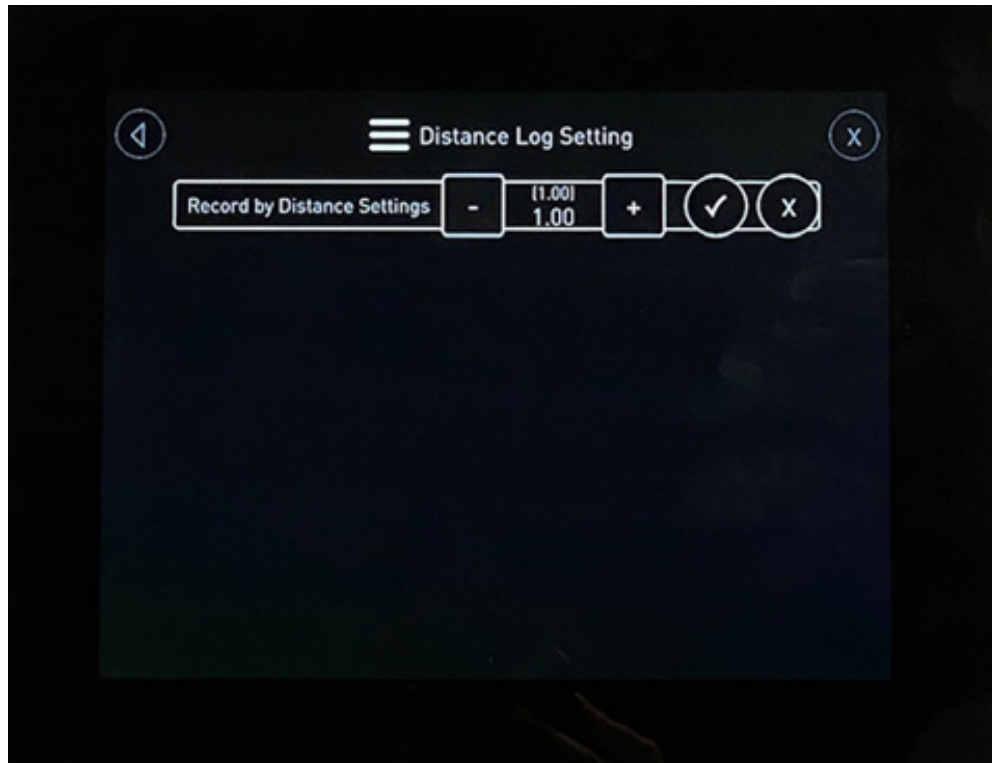 Distance Log Setting
X
Record by Distance Settings
-
(1.00)
1.00
+
X